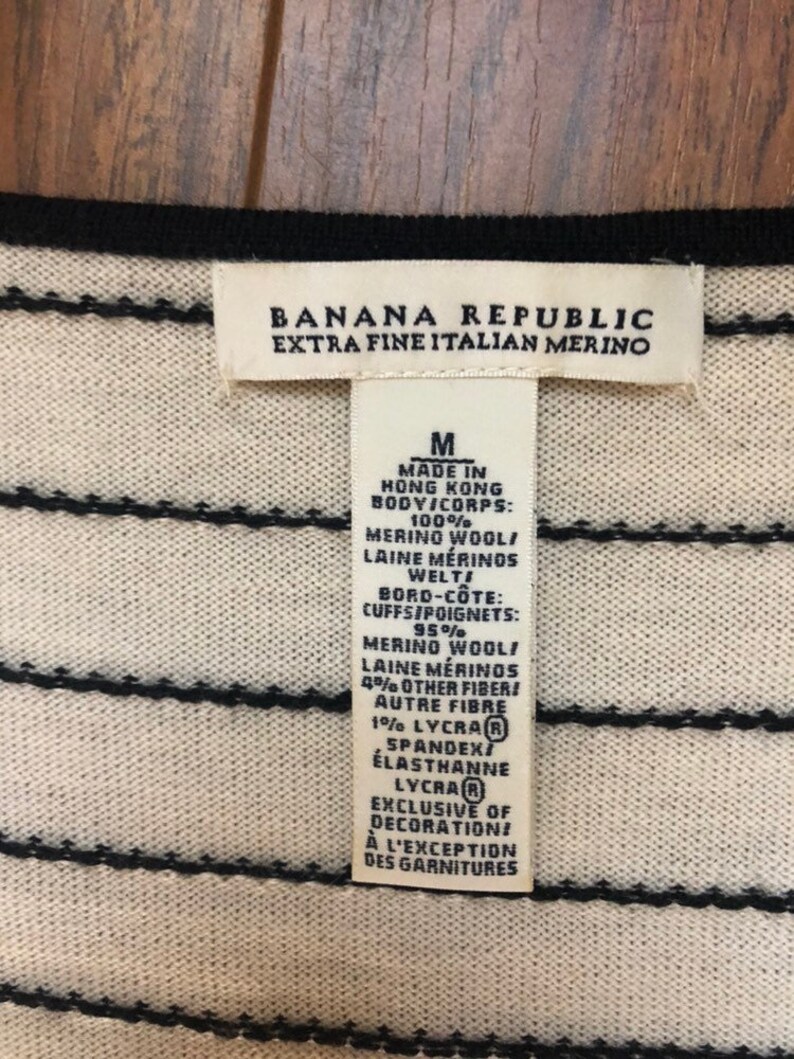 BANANA REPUBLIC
EXTRA FINE ITALIAN MERINO
M
MADE IN
HONG KONG
BODY/CORPS:
100%
MERINO WOOL/
LAINE MÉRINOS
WELT/
BORD-CÔTE:
CUFFS/POIGNETS:
95%
MERINO WOOL/
LAINE MÉRINOS
4% OTHER FIBER/
AUTRE FIBRE
1% LYCRA®
SPANDEX/
ÉLASTHANNE
LYCRA®
EXCLUSIVE OF
DECORATION/
À L'EXCEPTION
DES GARNITURES